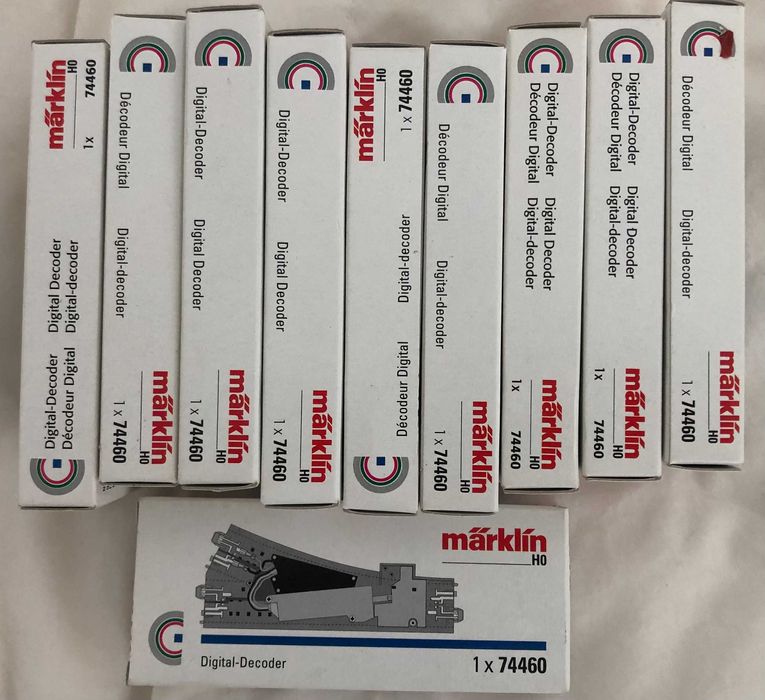 märklin
H0
1x 74460
Digital-Decoder Digital Decoder
Décodeur Digital Digital-decoder
Décodeur Digital Digital-decoder
1 x 74460
märklin
H0
Digital-Decoder Digital Decoder
1 x 74460
märklin
H0
Digital-Decoder Digital Decoder
1 x 74460
märklin
H0
märklin
H0
1 x 74460
Décodeur Digital Digital-decoder
Décodeur Digital Digital-decoder
1 x 74460
märklin
H0
Digital-Decoder Digital Decoder
Décodeur Digital Digital-decoder
1x
74460
märklin
H0
Digital-Decoder Digital Decoder
Décodeur Digital Digital-decoder
1x
74460
märklin
H0
Décodeur Digital Digital-decoder
1 x 74460
märklin
H0
märklin
H0
Digital-Decoder 1 x 74460